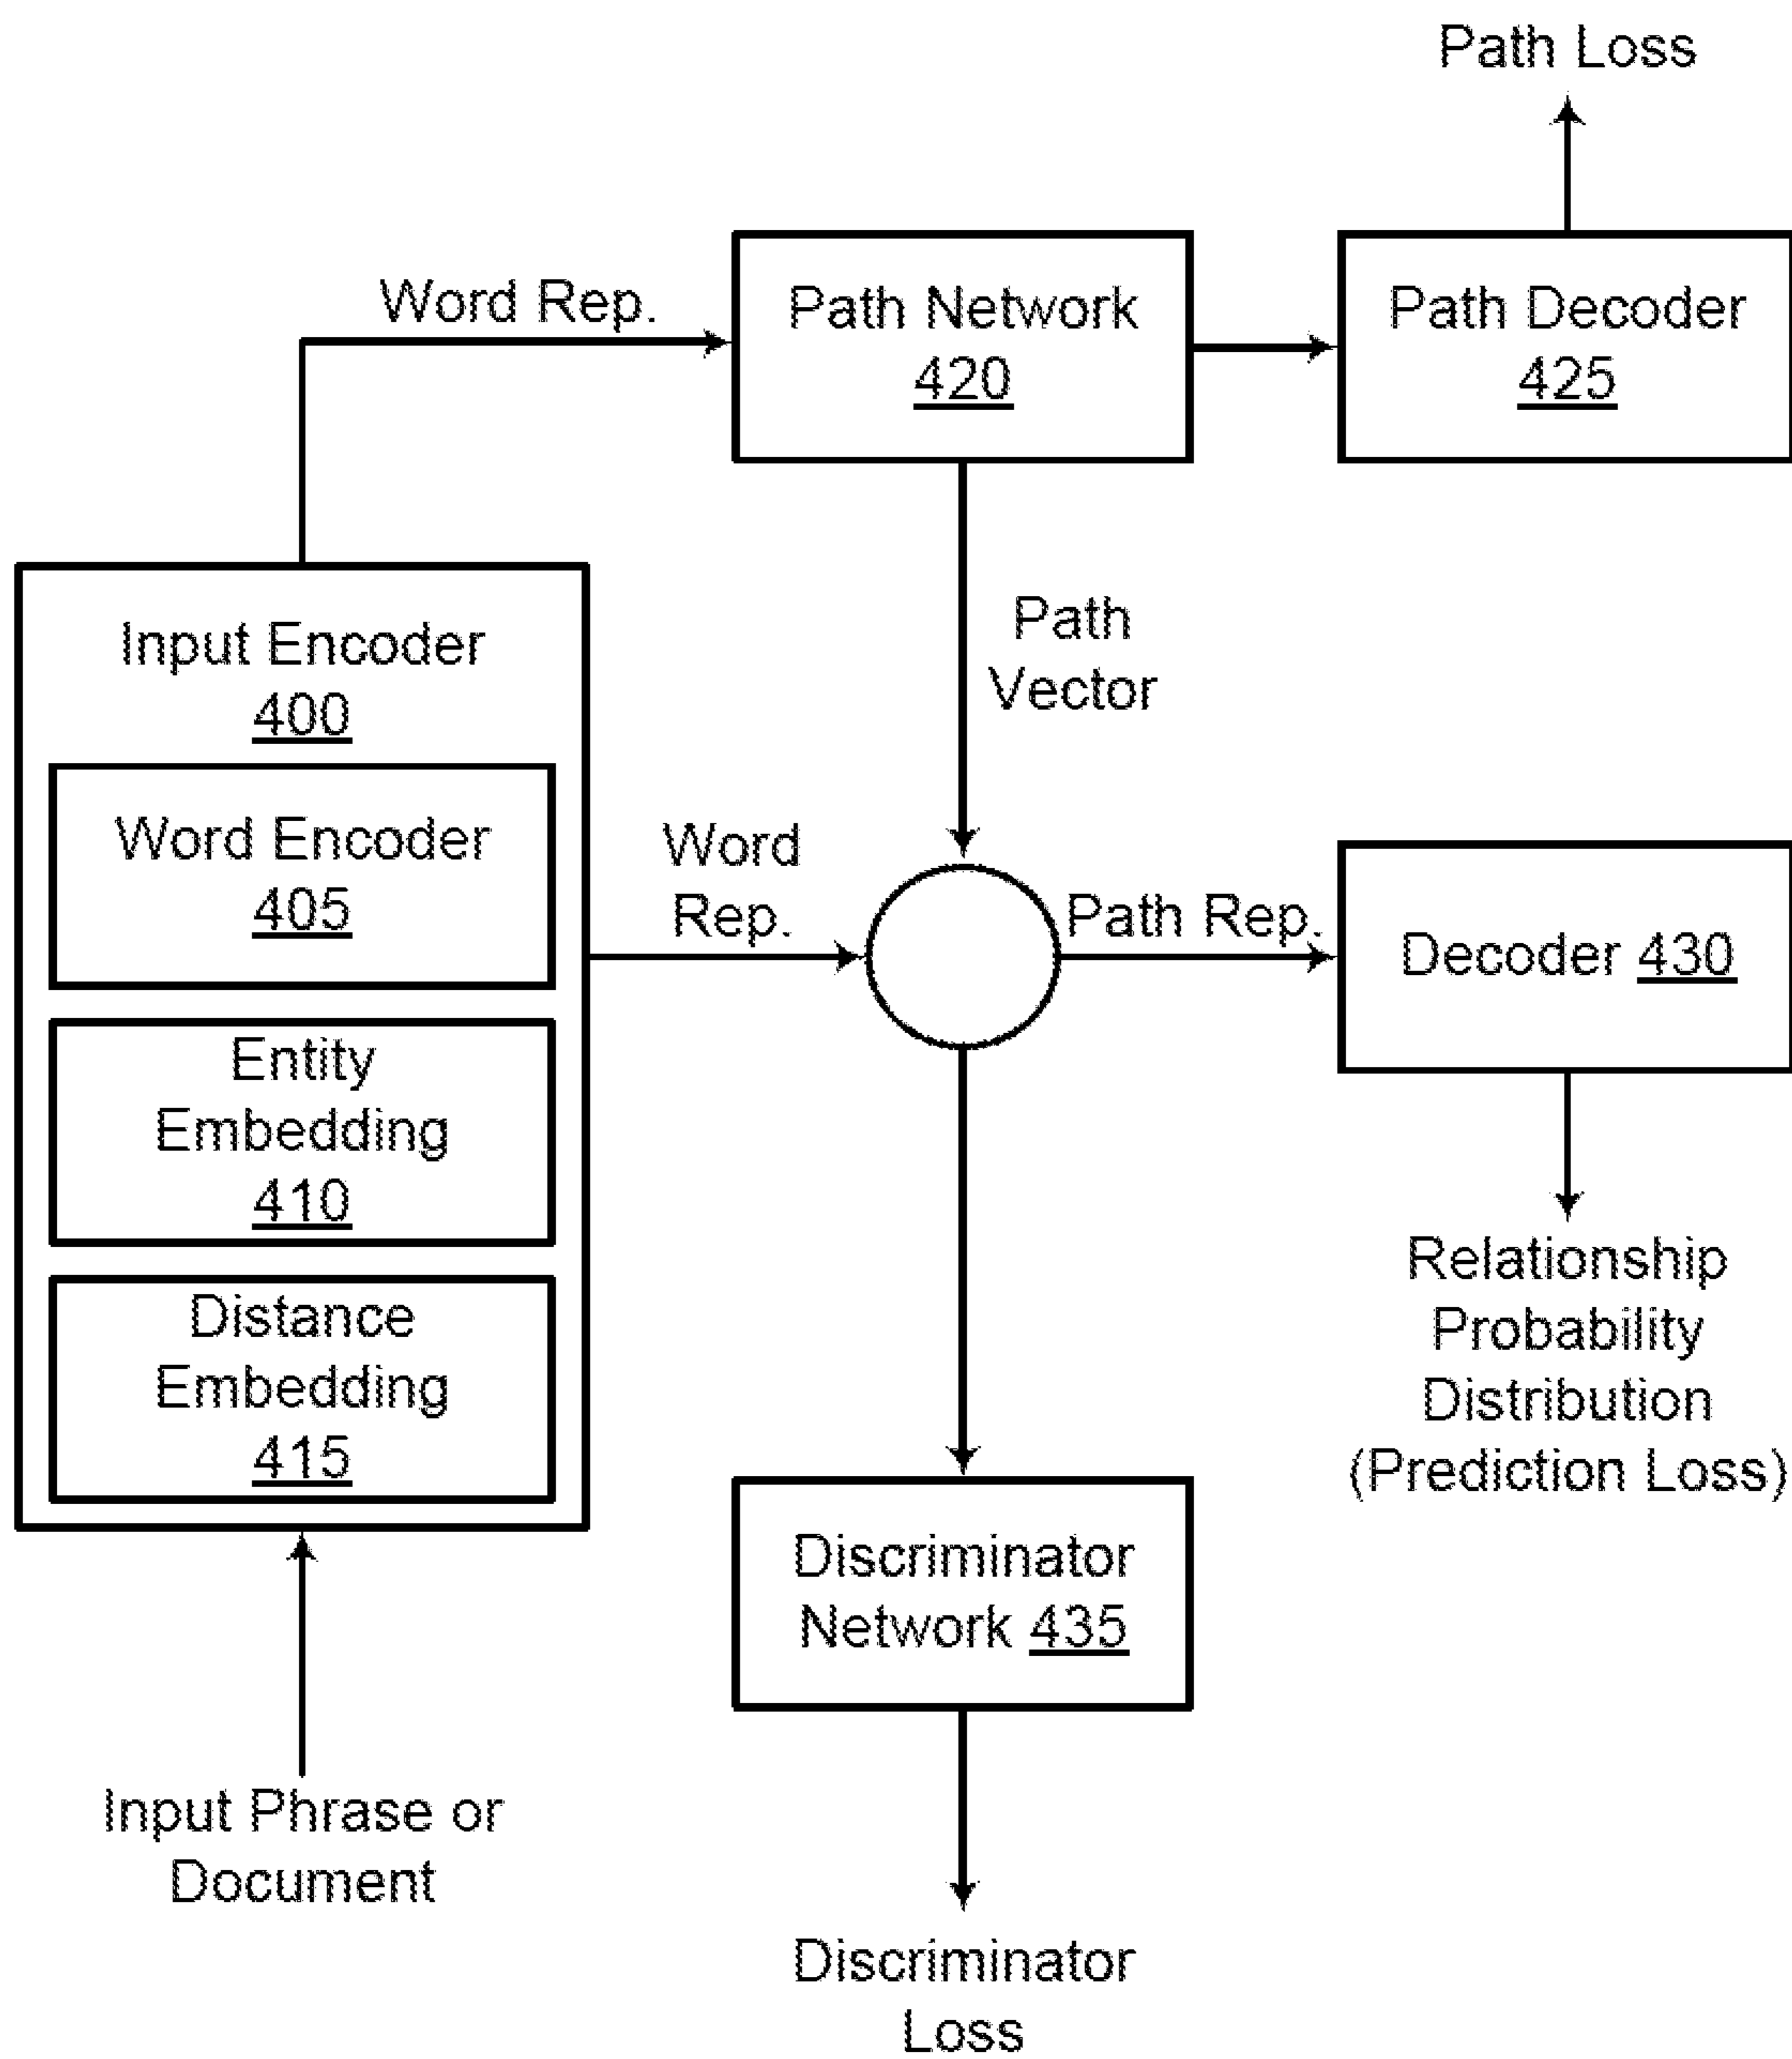 Path Loss
Word Rep.
Path Network
420
Path Decoder
425
Input Encoder
400
Path
Vector
Word Encoder
405
Word
Rep.
Path Rep.
Decoder 430
Entity
Embedding
410
Distance
Embedding
415
Relationship
Probability
Distribution
(Prediction Loss)
Discriminator
Network 435
Input Phrase or
Document
Discriminator
Loss